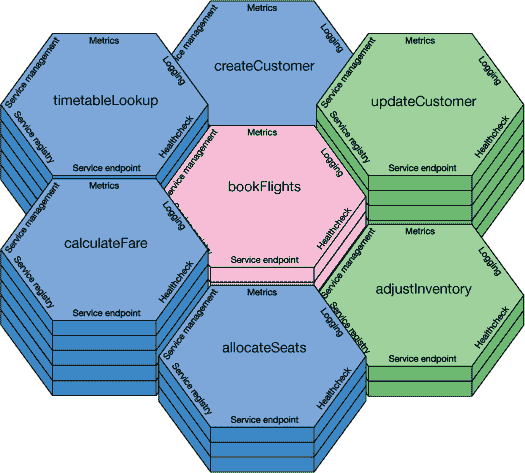 Metrics
management
Logging
createCustomer
Metrics
Service management
Logging
timetableLookup
Service registry
Healthcheck
Service endpoint
Metrics
Service management
Logging
updateCustomer
Service registry
Healthcheck
Service endpoint
Metrics
Service management
Logging
bookFlights
Healthcheck
Service endpoint
Metrics
Service management
Logging
calculateFare
Service registry
Healthcheck
Service endpoint
Metrics
Service management
Logging
adjustInventory
Service registry
Healthcheck
Service endpoint
Metrics
Service management
Logging
allocateSeats
Service registry
Healthcheck
Service endpoint